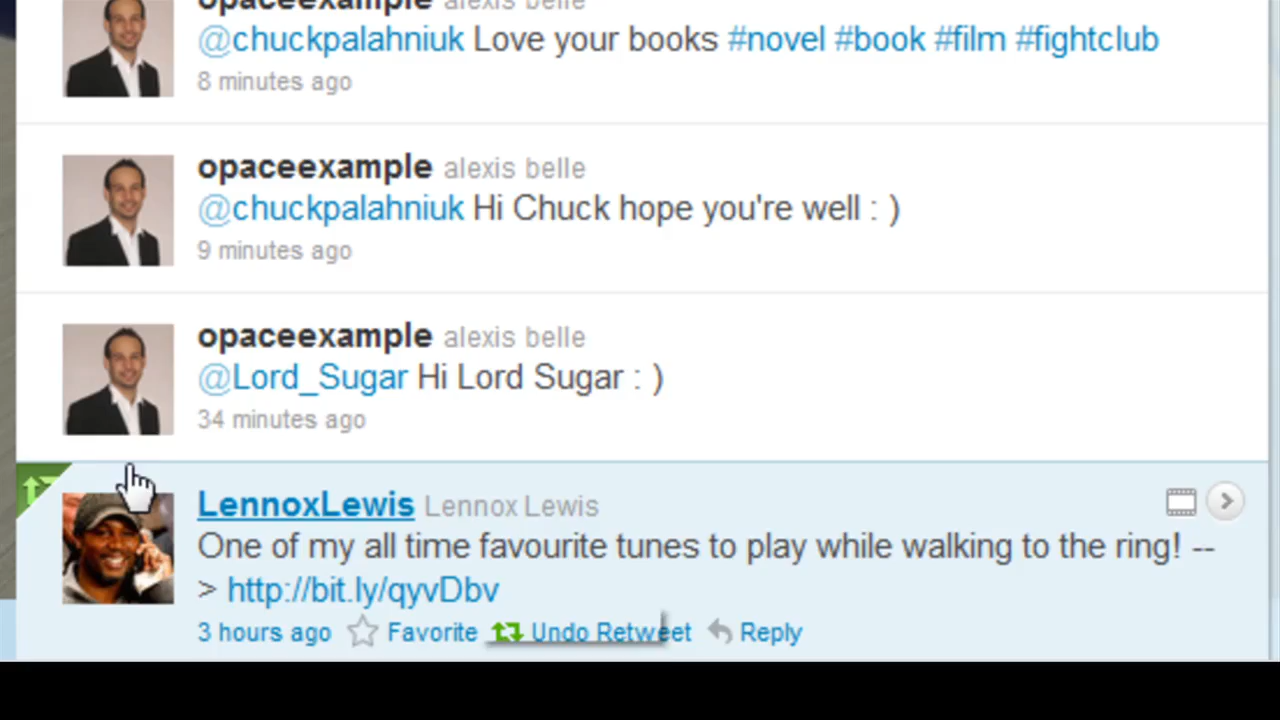 opaceexample alexis belle
@chuckpalahniuk Love your books #novel #book #film #fightclub
8 minutes ago
opaceexample alexis belle
@chuckpalahniuk Hi Chuck hope you're well : )
9 minutes ago
opaceexample alexis belle
@Lord_Sugar Hi Lord Sugar : )
34 minutes ago
LennoxLewis Lennox Lewis
One of my all time favourite tunes to play while walking to the ring! --
> http://bit.ly/qyvDbv
3 hours ago Favorite Undo Retweet Reply